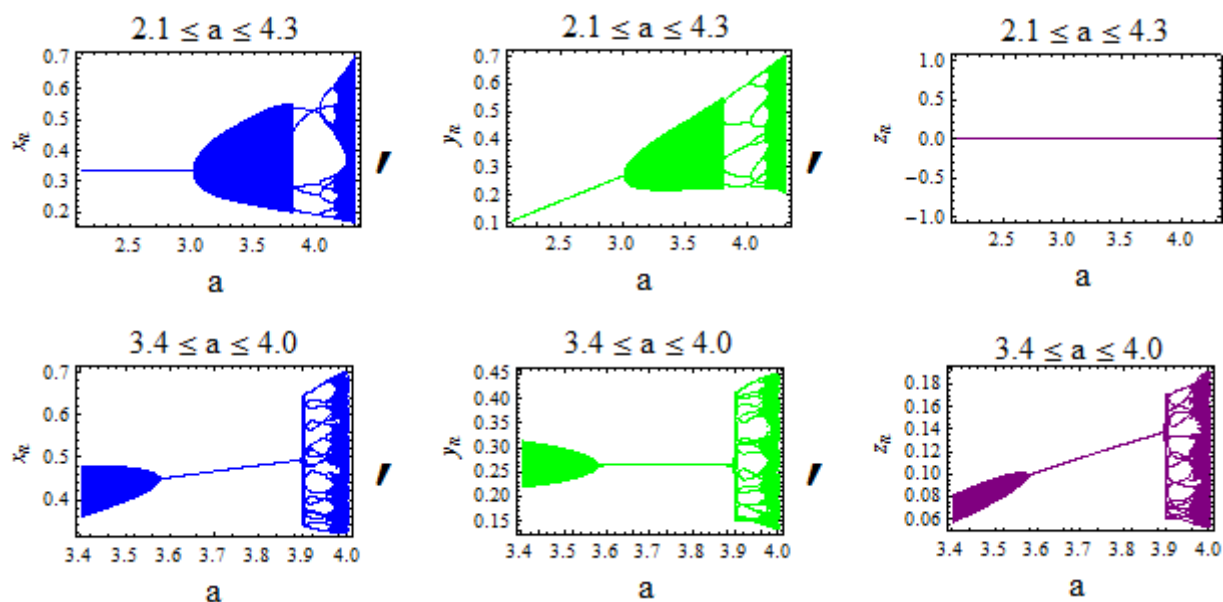 2.1 ≤ a ≤ 4.3
2.1 ≤ a ≤ 4.3
2.1 ≤ a ≤ 4.3
0.7
0.6
0.5
0.4
0.3
0.2
xₙ
2.5 3.0 3.5 4.0
a
,
0.7
0.6
0.5
0.4
0.3
0.2
0.1
yₙ
2.5 3.0 3.5 4.0
a
,
1.0
0.5
0.0
−0.5
−1.0
zₙ
2.5 3.0 3.5 4.0
a
3.4 ≤ a ≤ 4.0
3.4 ≤ a ≤ 4.0
3.4 ≤ a ≤ 4.0
0.7
0.6
0.5
0.4
xₙ
3.4 3.5 3.6 3.7 3.8 3.9 4.0
a
,
0.45
0.40
0.35
0.30
0.25
0.20
0.15
yₙ
3.4 3.5 3.6 3.7 3.8 3.9 4.0
a
,
0.18
0.16
0.14
0.12
0.10
0.08
0.06
zₙ
3.4 3.5 3.6 3.7 3.8 3.9 4.0
a